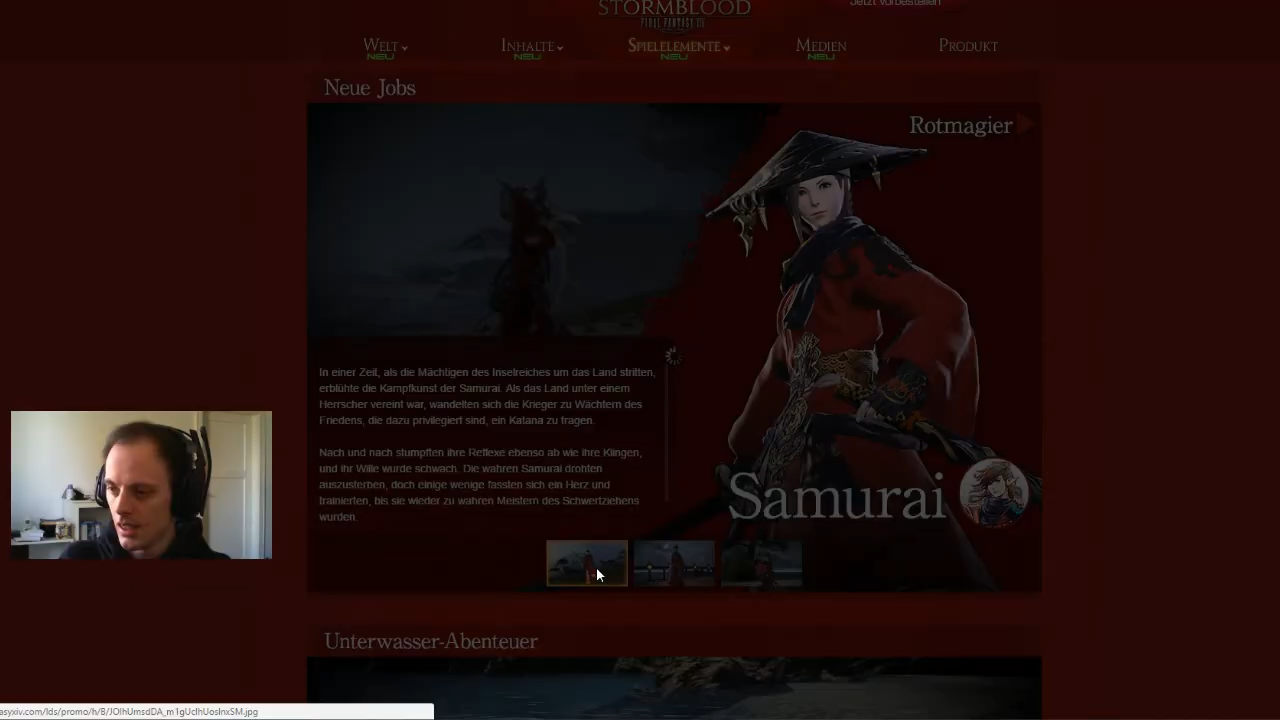 STORMBLOOD
FINAL FANTASY XIV
Jetzt vorbestellen
WELT INHALTE SPIELELEMENTE MEDIEN PRODUKT
NEU NEU NEU NEU
Neue Jobs
Rotmagier
In einer Zeit, als die Mächtigen des Inselreiches um das Land stritten,
erblühte die Kampfkunst der Samurai. Als das Land unter einem
Herrscher vereint war, wandelten sich die Krieger zu Wächtern des
Friedens, die dazu privilegiert sind, ein Katana zu tragen.
Nach und nach stumpften ihre Reflexe ebenso ab wie ihre Klingen,
und ihr Wille wurde schwach. Die wahren Samurai drohten
auszusterben, doch einige wenige fassten sich ein Herz und
trainierten, bis sie wieder zu wahren Meistern des Schwertziehens
wurden.
Samurai
Unterwasser-Abenteuer